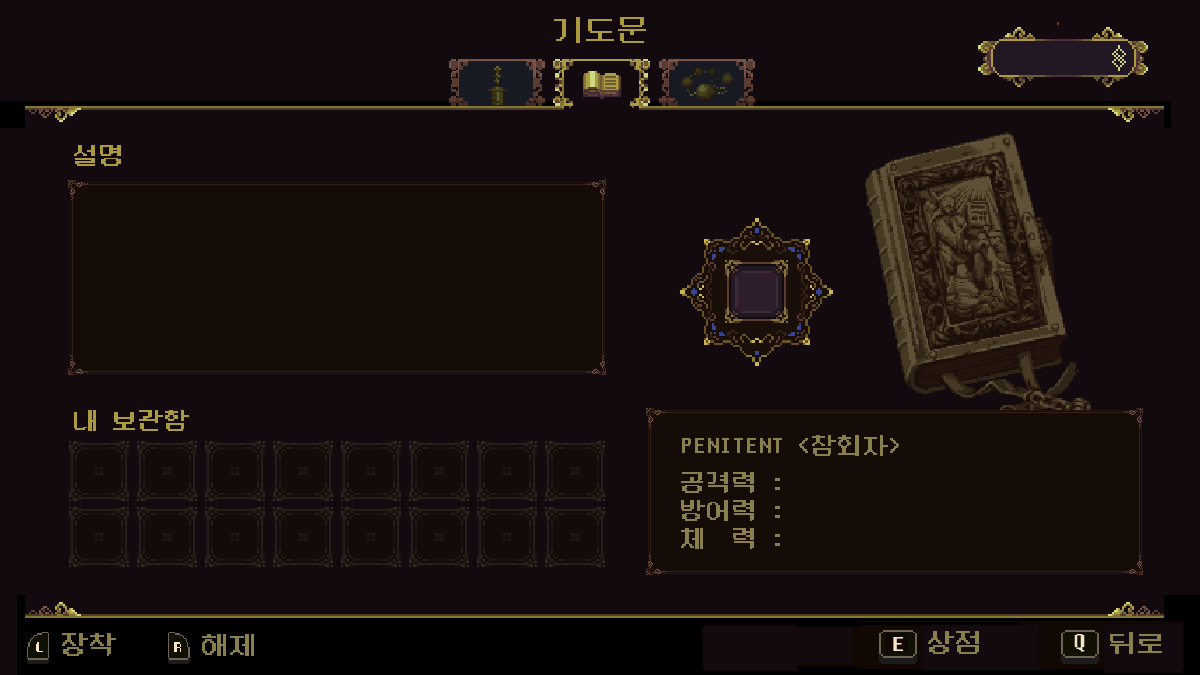 기도문
설명
내 보관함
PENITENT <참회자>
공격력 :
방어력 :
체 력 :
L 장착 R 해제 E 상점 Q 뒤로